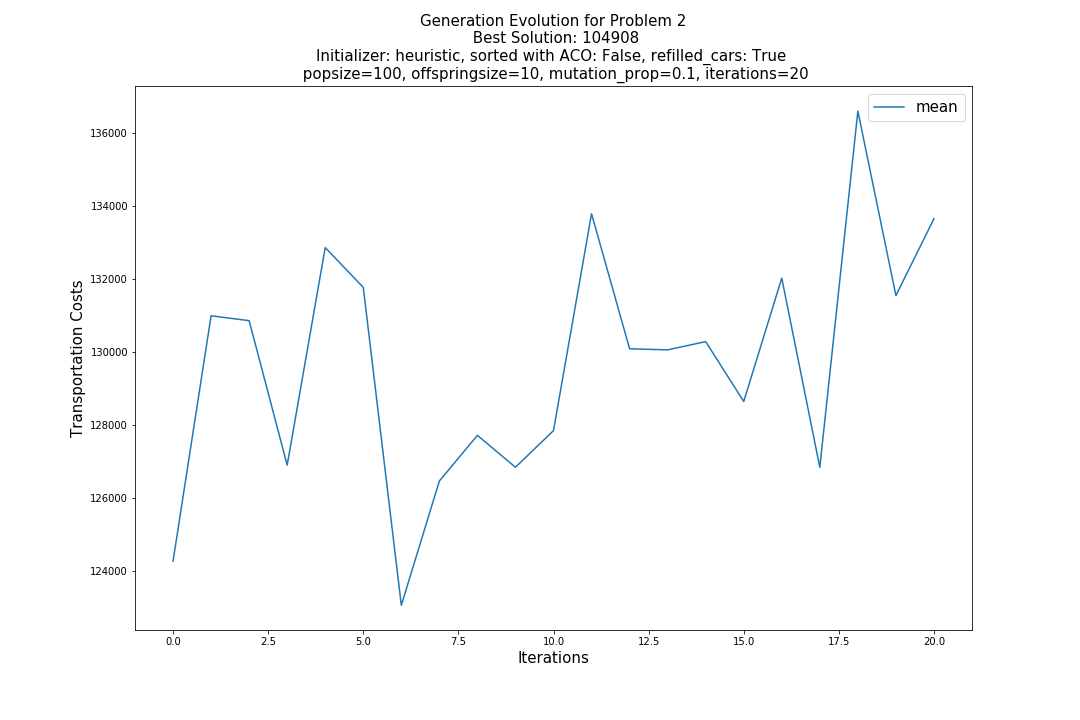 Generation Evolution for Problem 2
Best Solution: 104908
Initializer: heuristic, sorted with ACO: False, refilled_cars: True
popsize=100, offspringsize=10, mutation_prop=0.1, iterations=20
mean
136000
134000
132000
130000
128000
126000
124000
Transportation Costs
0.0 2.5 5.0 7.5 10.0 12.5 15.0 17.5 20.0
Iterations